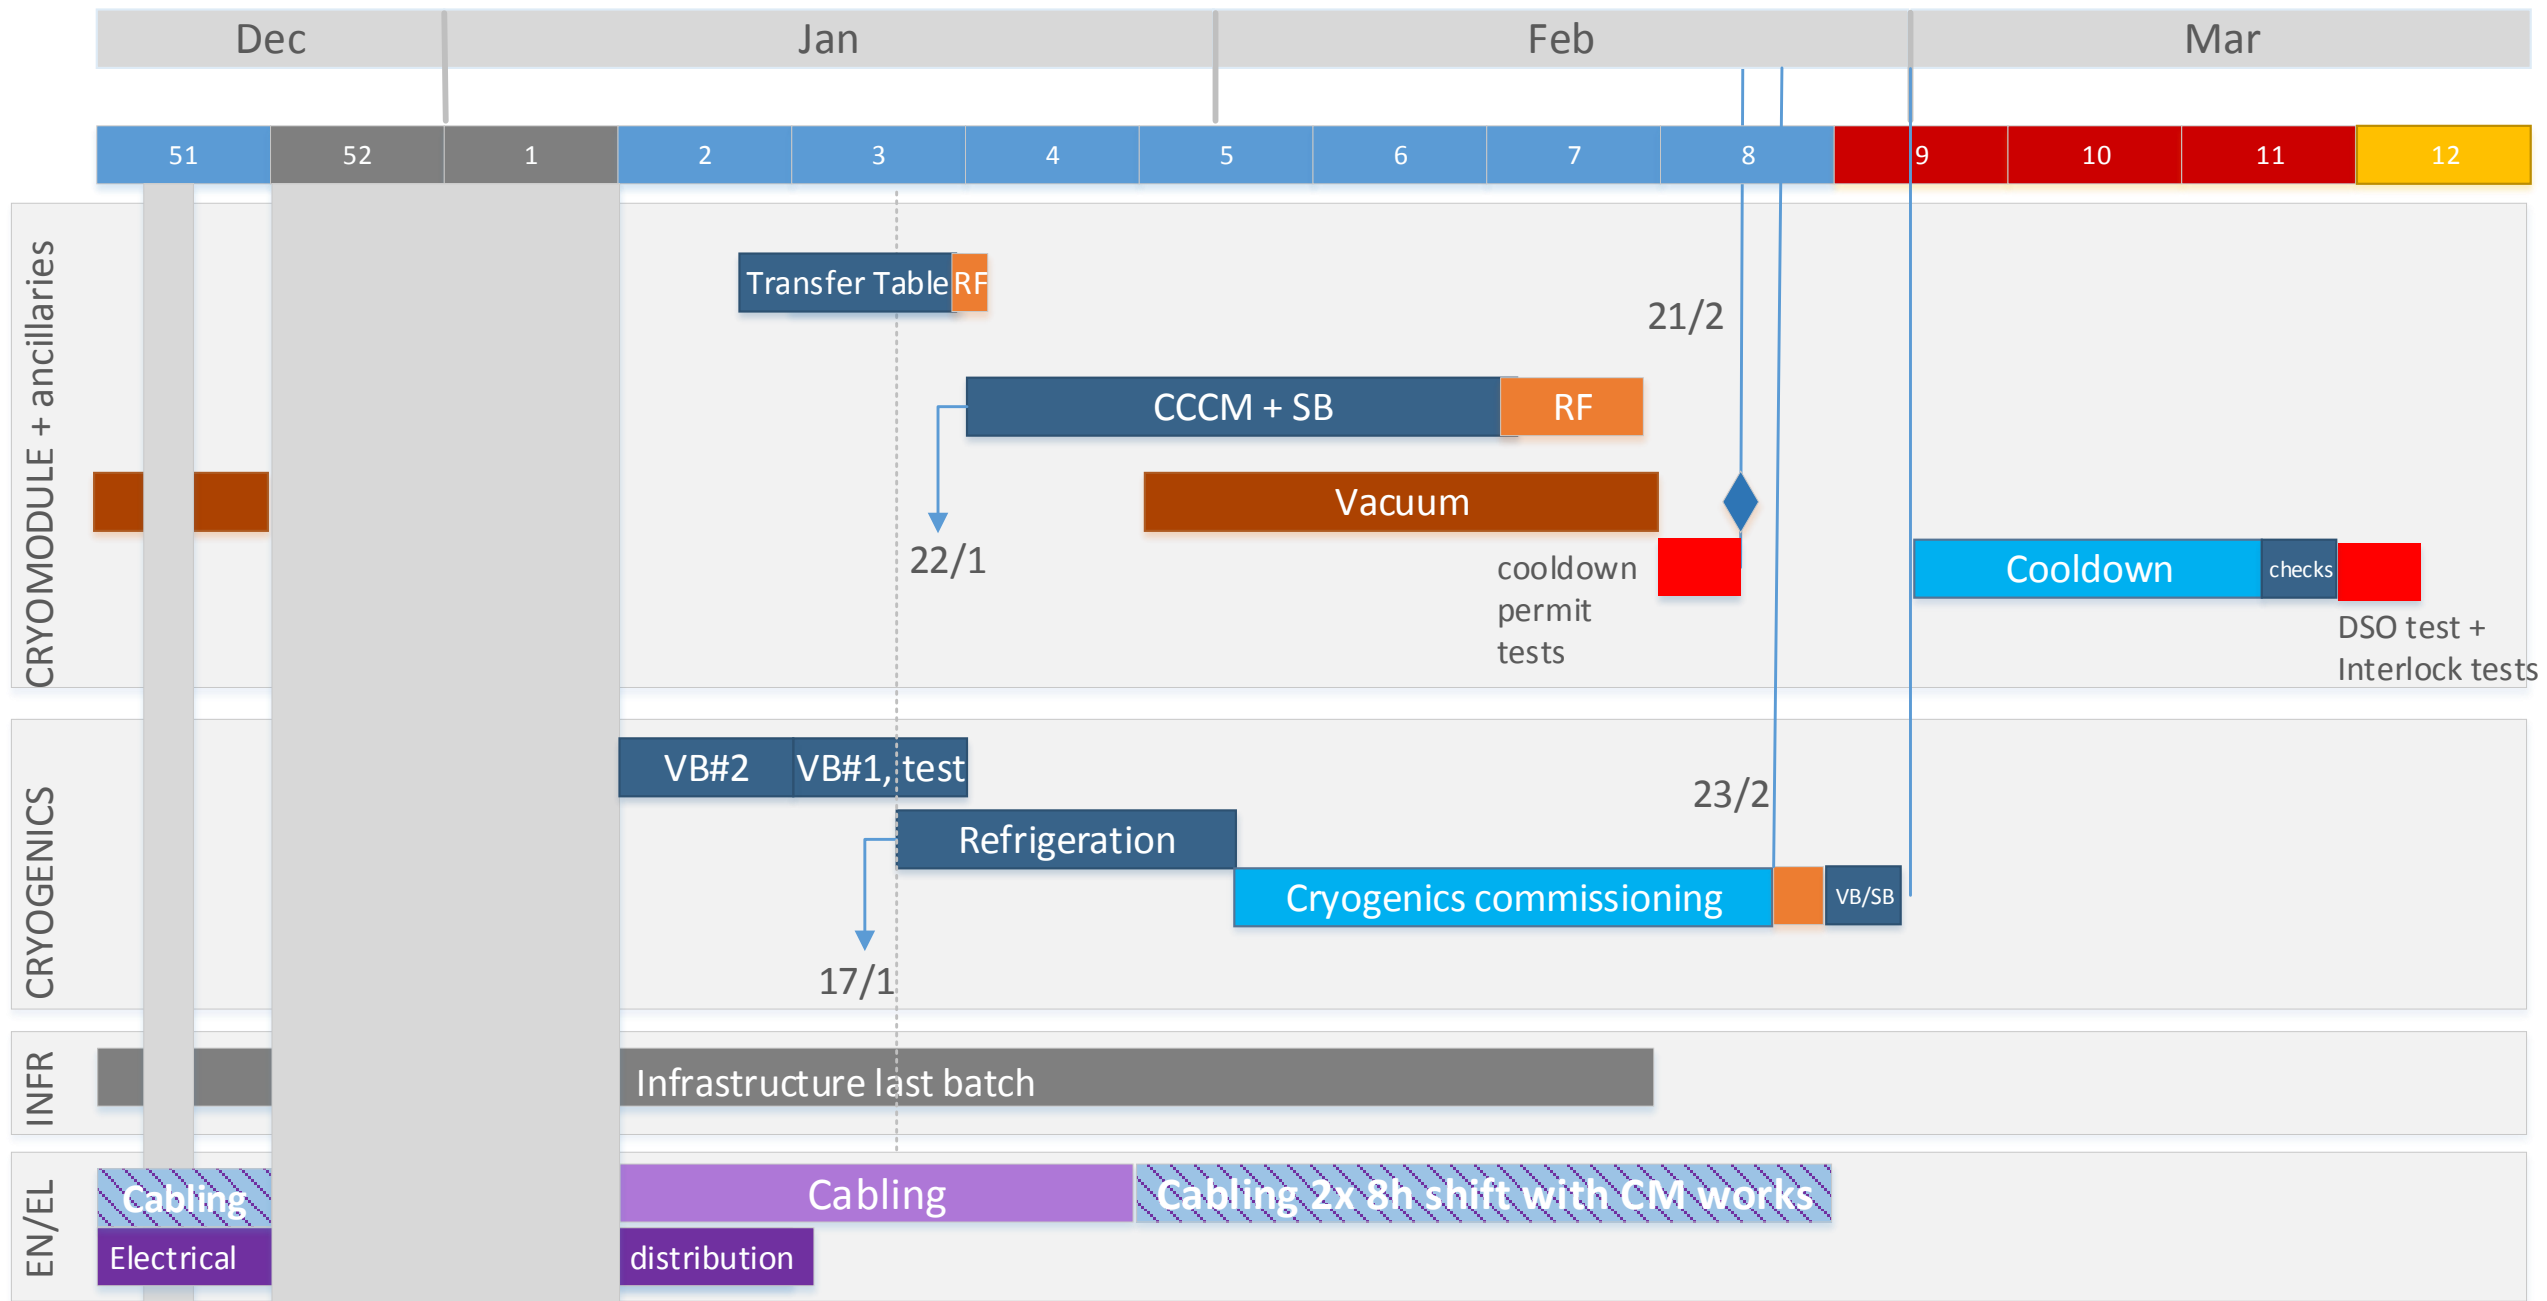 Dec Jan Feb Mar
51 52 1 2 3 4 5 6 7 8 9 10 11 12
CRYOMODULE + ancillaries
Transfer Table RF
21/2
CCCM + SB RF
Vacuum
22/1
cooldown
permit
tests
Cooldown checks
DSO test +
Interlock tests
CRYOGENICS
VB#2 VB#1, test
23/2
Refrigeration
Cryogenics commissioning VB/SB
17/1
INFR
Infrastructure last batch
EN/EL
Cabling Cabling Cabling 2x 8h shift with CM works
Electrical distribution